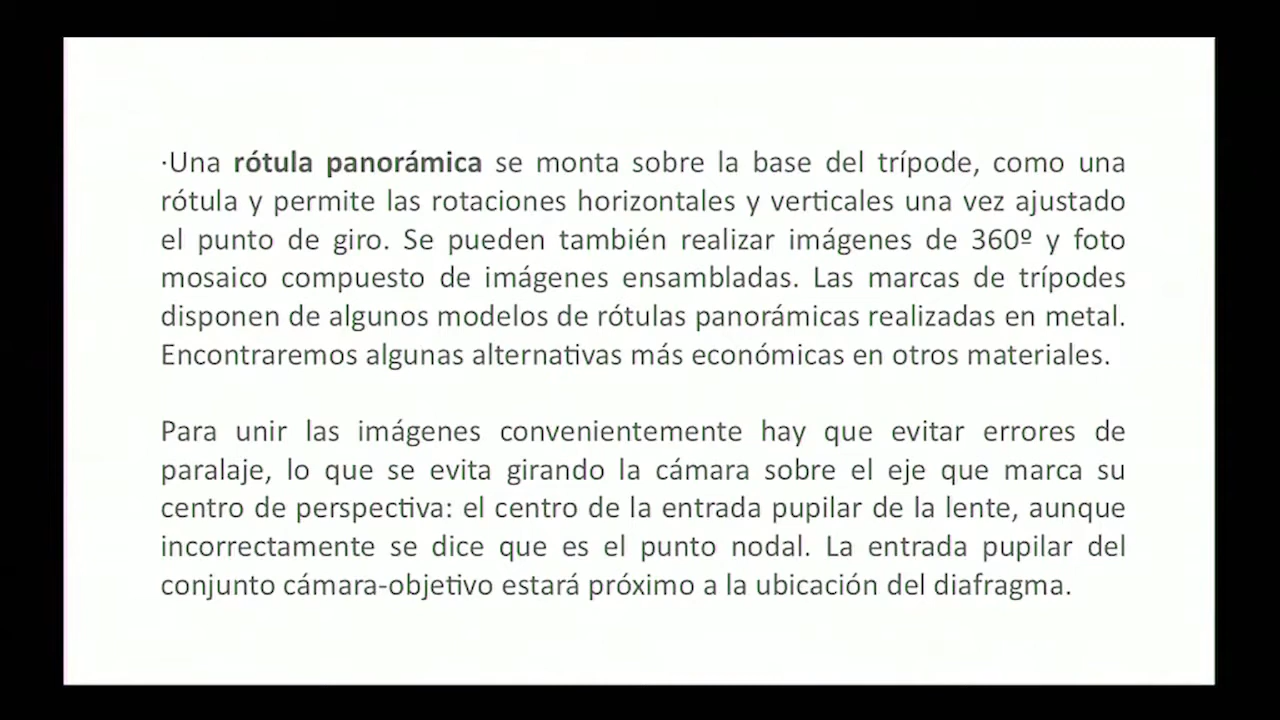 ·Una rótula panorámica se monta sobre la base del trípode, como una
rótula y permite las rotaciones horizontales y verticales una vez ajustado
el punto de giro. Se pueden también realizar imágenes de 360º y foto
mosaico compuesto de imágenes ensambladas. Las marcas de trípodes
disponen de algunos modelos de rótulas panorámicas realizadas en metal.
Encontraremos algunas alternativas más económicas en otros materiales.
Para unir las imágenes convenientemente hay que evitar errores de
paralaje, lo que se evita girando la cámara sobre el eje que marca su
centro de perspectiva: el centro de la entrada pupilar de la lente, aunque
incorrectamente se dice que es el punto nodal. La entrada pupilar del
conjunto cámara-objetivo estará próximo a la ubicación del diafragma.